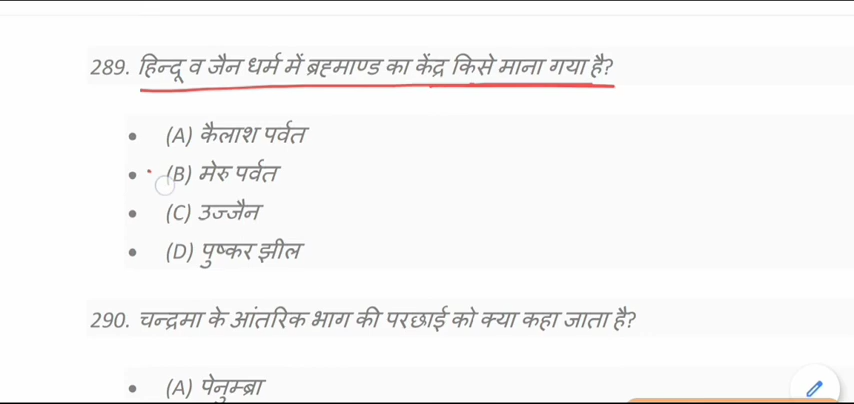 289. हिन्दू व जैन धर्म में ब्रह्माण्ड का केंद्र किसे माना गया है?
(A) कैलाश पर्वत
(B) मेरु पर्वत
(C) उज्जैन
(D) पुष्कर झील
290. चन्द्रमा के आंतरिक भाग की परछाई को क्या कहा जाता है?
(A) पेनुम्ब्रा